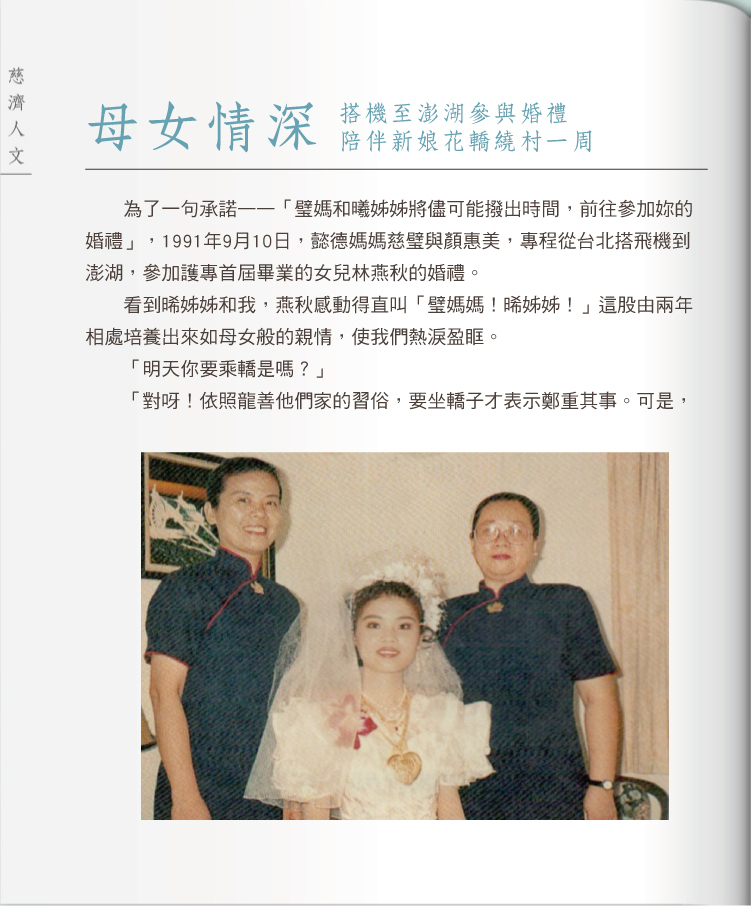 慈濟人文
母女情深
搭機至澎湖參與婚禮
陪伴新娘花轎繞村一周
為了一句承諾——「璧媽和曦姊姊將儘可能撥出時間，前往參加妳的
婚禮」，1991年9月10日，懿德媽媽慈璧與顏惠美，專程從台北搭飛機到
澎湖，參加護專首屆畢業的女兒林燕秋的婚禮。
看到晞姊姊和我，燕秋感動得直叫「璧媽媽！晞姊姊！」這股由兩年
相處培養出來如母女般的親情，使我們熱淚盈眶。
「明天你要乘轎是嗎？」
「對呀！依照龍善他們家的習俗，要坐轎子才表示鄭重其事。可是，